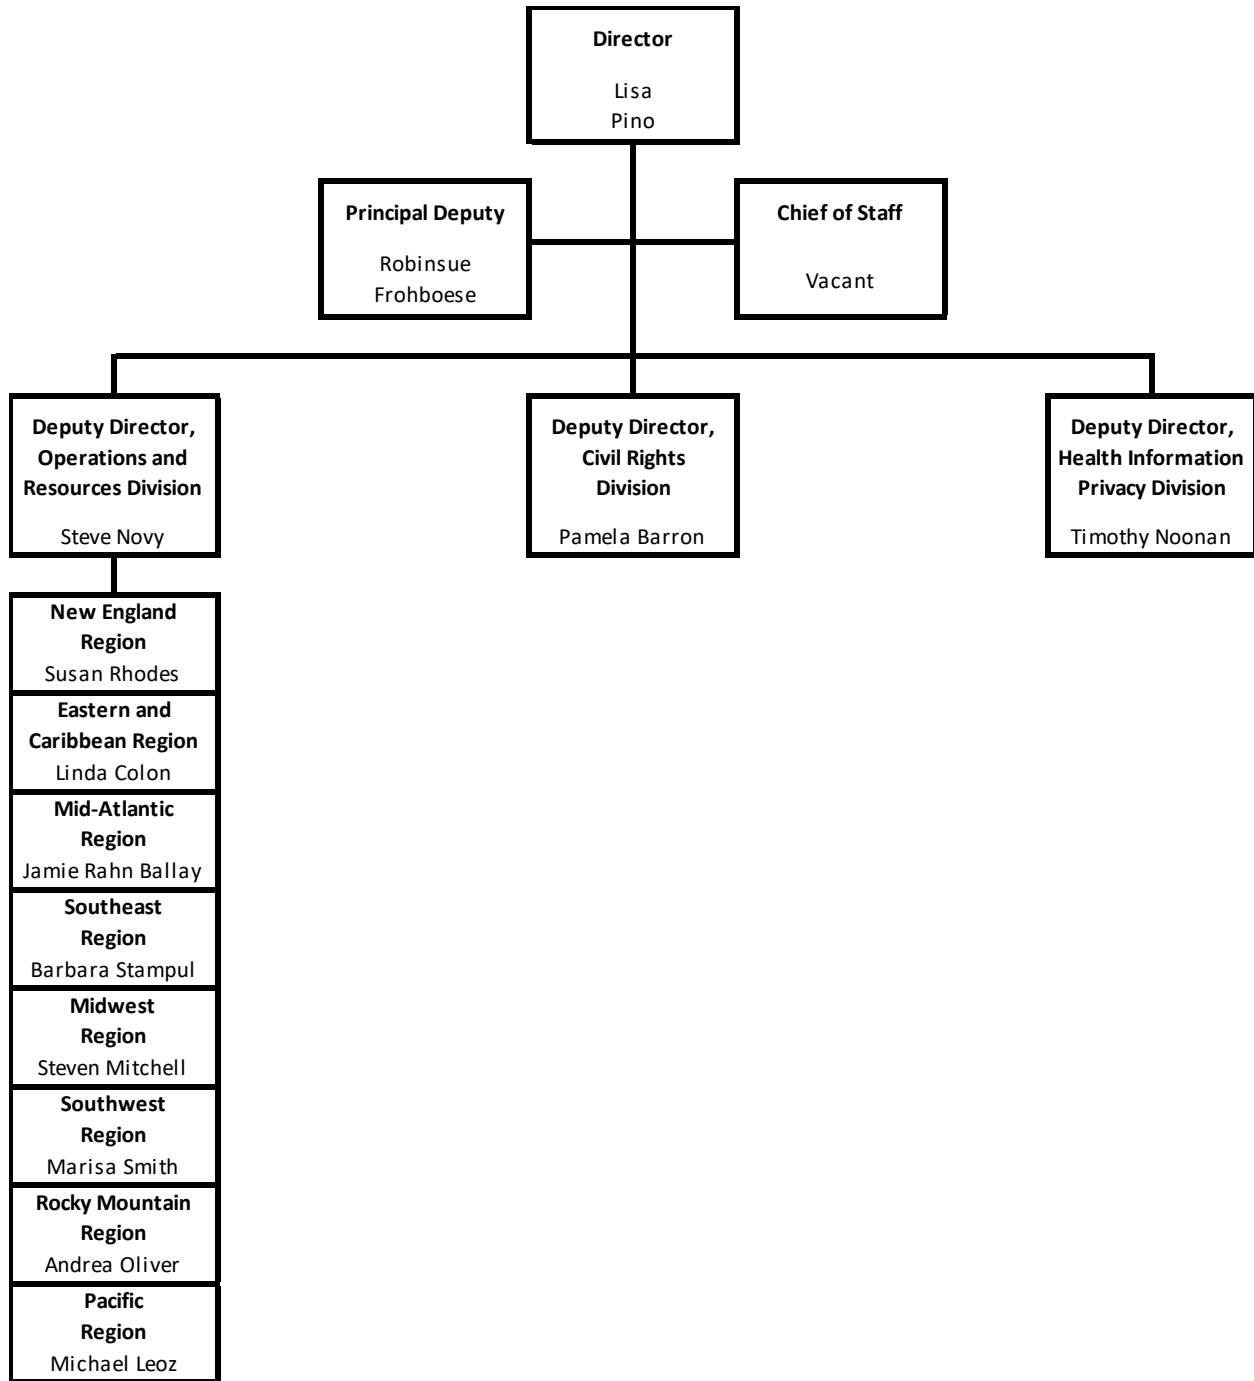 Director
Lisa
Pino
Principal Deputy
Robinsue
Frohboese
Chief of Staff
Vacant
Deputy Director,
Operations and
Resources Division
Steve Novy
Deputy Director,
Civil Rights
Division
Pamela Barron
Deputy Director,
Health Information
Privacy Division
Timothy Noonan
New England
Region
Susan Rhodes
Eastern and
Caribbean Region
Linda Colon
Mid-Atlantic
Region
Jamie Rahn Ballay
Southeast
Region
Barbara Stampul
Midwest
Region
Steven Mitchell
Southwest
Region
Marisa Smith
Rocky Mountain
Region
Andrea Oliver
Pacific
Region
Michael Leoz